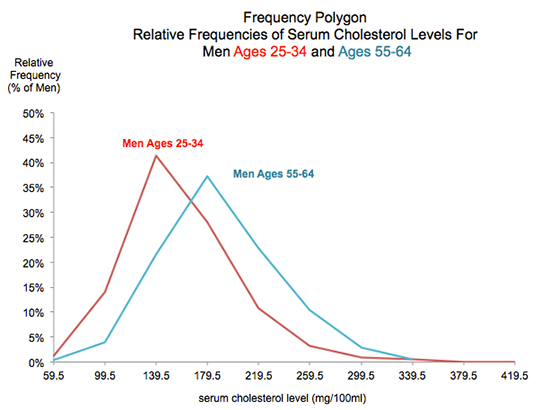 Frequency Polygon
Relative Frequencies of Serum Cholesterol Levels For
Men Ages 25-34 and Ages 55-64
Relative
Frequency
(% of Men)
50%
45%
40%
35%
30%
25%
20%
15%
10%
5%
0%
Men Ages 25-34
Men Ages 55-64
59.5 99.5 139.5 179.5 219.5 259.5 299.5 339.5 379.5 419.5
serum cholesterol level (mg/100ml)